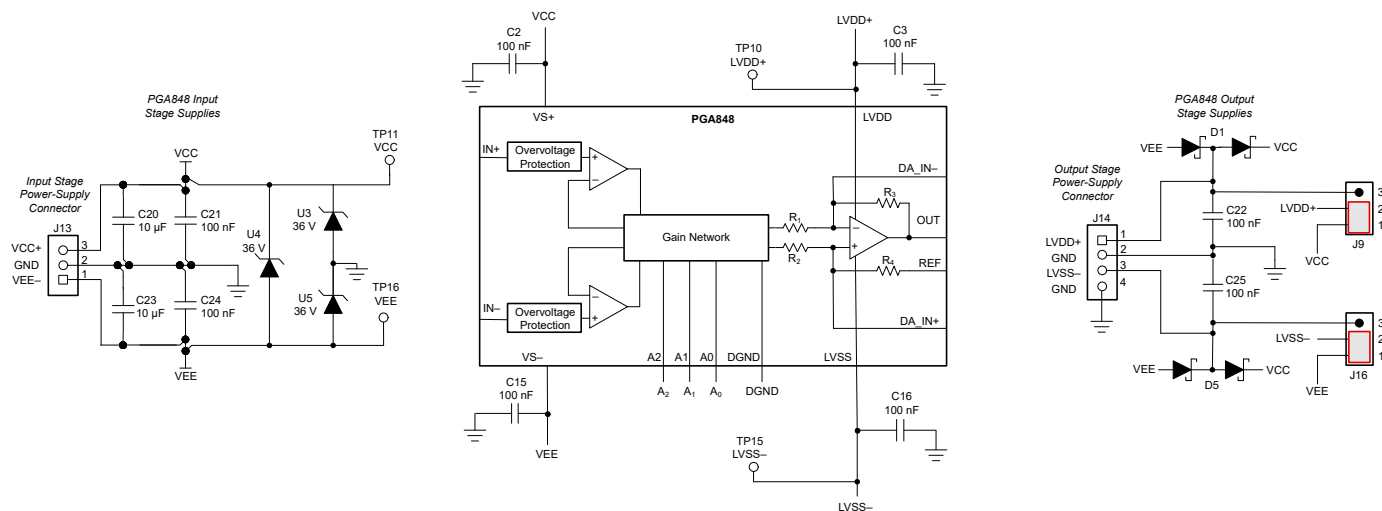 PGA848 Input
Stage Supplies
Input Stage
Power-Supply
Connector
J13
VCC+
GND
VEE–
3
2
1
VCC
C20
10 µF
C21
100 nF
C23
10 µF
C24
100 nF
VEE
U4
36 V
U3
36 V
U5
36 V
TP11
VCC
TP16
VEE
VCC
C2
100 nF
TP10
LVDD+
LVDD+
C3
100 nF
VS+
PGA848
LVDD
IN+
Overvoltage
Protection
+
–
Gain Network
–
+
IN–
Overvoltage
Protection
R1
R2
R3
R4
–
+
DA_IN–
OUT
REF
DA_IN+
VS–
A2
A1
A0
DGND
LVSS
A2
A1
A0
DGND
C15
100 nF
VEE
C16
100 nF
TP15
LVSS–
LVSS–
PGA848 Output
Stage Supplies
D1
VEE
VCC
Output Stage
Power-Supply
Connector
J14
LVDD+
GND
LVSS–
GND
1
2
3
4
C22
100 nF
C25
100 nF
LVDD+
VCC
3
2
1
J9
LVSS–
VEE
3
2
1
J16
VEE
VCC
D5